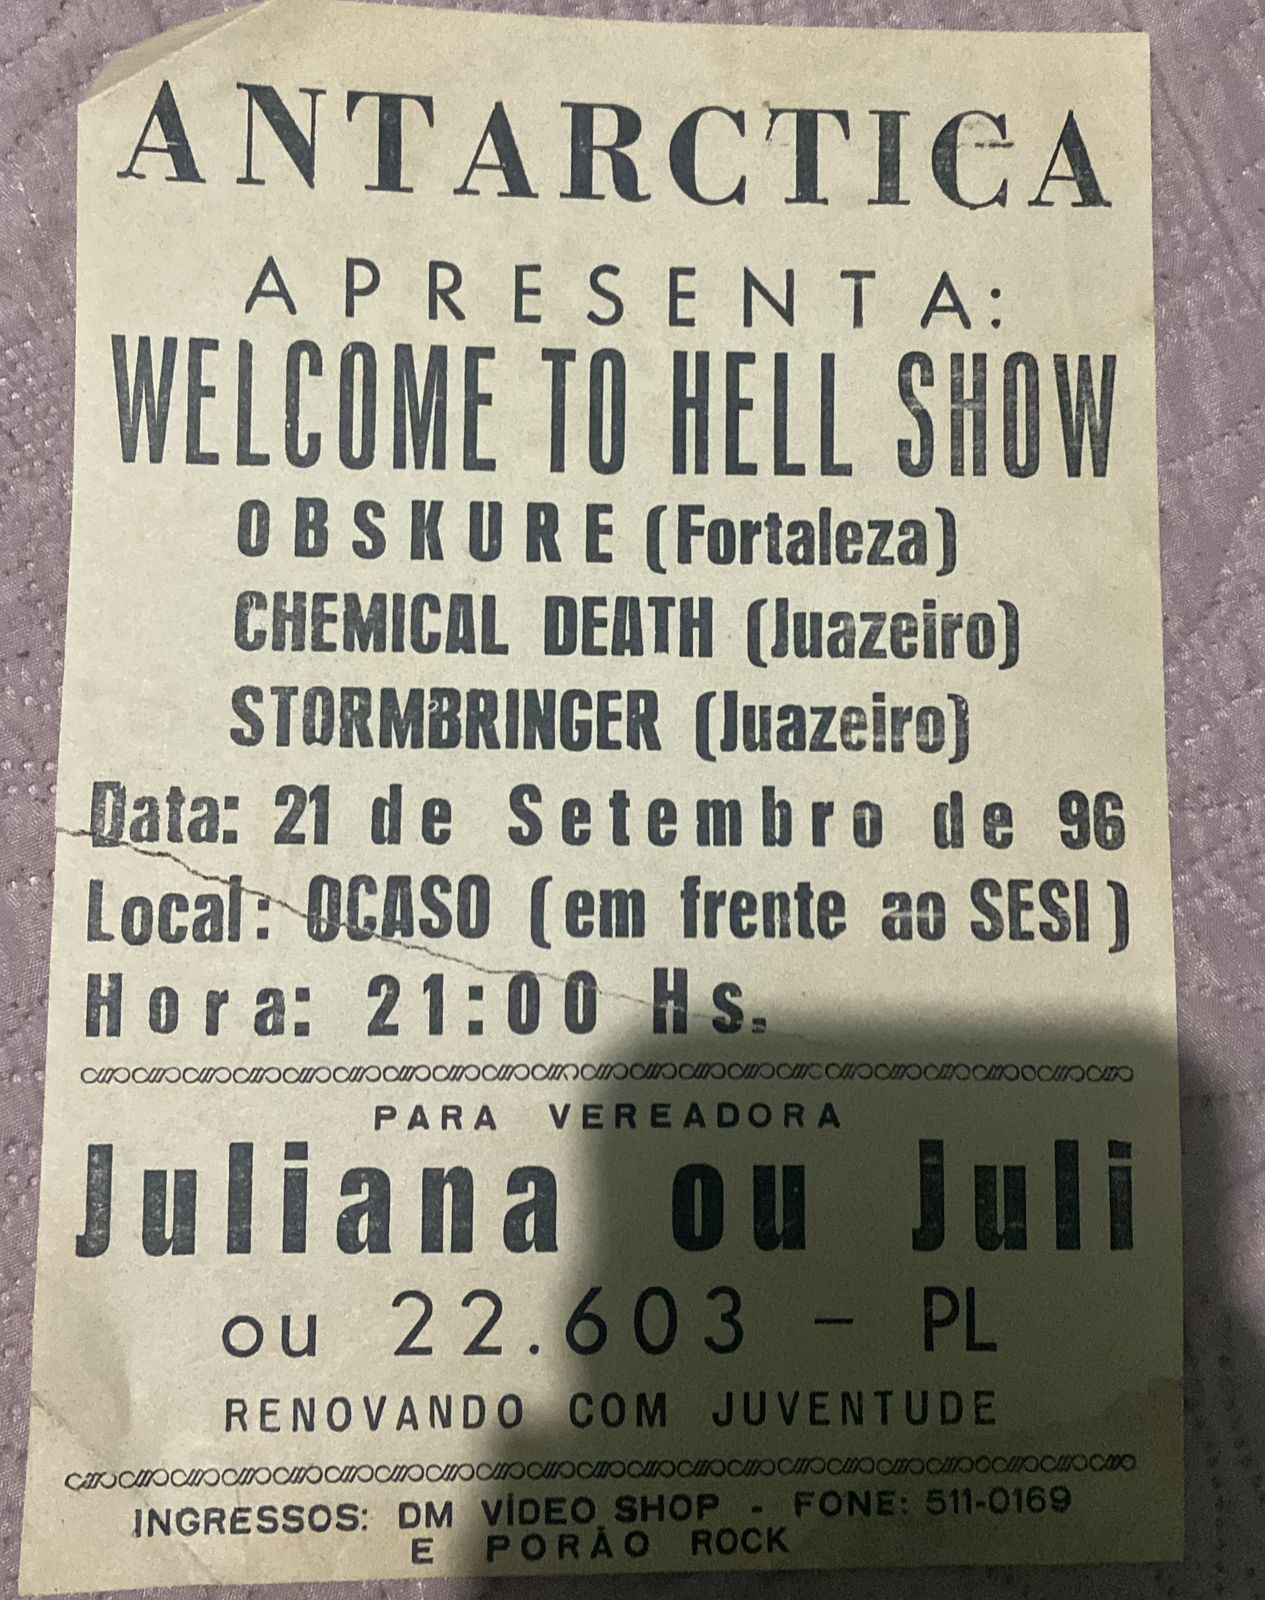 ANTARCTICA
APRESENTA:
WELCOME TO HELL SHOW
OBSKURE (Fortaleza)
CHEMICAL DEATH (Juazeiro)
STORMBRINGER (Juazeiro)
Data: 21 de Setembro de 96
Local: OCASO (em frente ao SESI)
Hora: 21:00 Hs.
PARA VEREADORA
Juliana ou Juli
ou 22.603 - PL
RENOVANDO COM JUVENTUDE
INGRESSOS: DM VÍDEO SHOP - FONE: 511-0169
E PORÃO ROCK